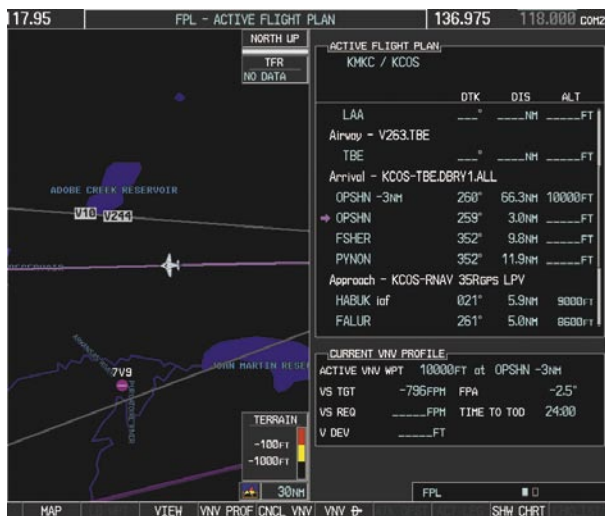 117.95 FPL – ACTIVE FLIGHT PLAN 136.975 118.000 COM2
NORTH UP
TFR
NO DATA
ADOBE CREEK RESERVOIR
V10 V244
7V9
TERRAIN
-100FT
-1000FT
30NM
ACTIVE FLIGHT PLAN
KMKC / KCOS
DTK DIS ALT
LAA ___° ____NM _____FT
Airway – V263.TBE
TBE ___° ____NM _____FT
Arrival – KCOS-TBE.DBRY1.ALL
OPSHN -3NM 260° 66.3NM 10000FT
OPSHN 259° 3.0NM _____FT
FSHER 352° 9.8NM _____FT
PYNON 352° 11.9NM _____FT
Approach – KCOS-RNAV 35RGPS LPV
HABUK iaf 021° 5.9NM 9000FT
FALUR 261° 5.0NM 8600FT
CURRENT VNV PROFILE
ACTIVE VNV WPT 10000FT at OPSHN -3NM
VS TGT -796FPM FPA -2.5°
VS REQ _____FPM TIME TO TOD 24:00
V DEV _____FT
FPL
MAP VIEW VNV PROF CNCL VNV VNV SHW CHRT